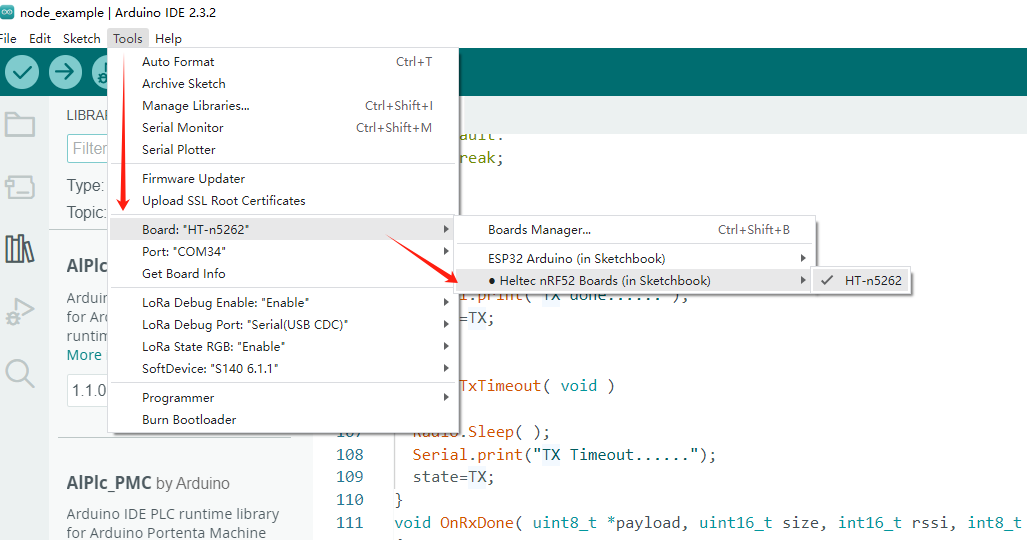 node_example | Arduino IDE 2.3.2
File Edit Sketch Tools Help
Auto Format Ctrl+T
Archive Sketch
Manage Libraries... Ctrl+Shift+I
Serial Monitor Ctrl+Shift+M
Serial Plotter
Firmware Updater
Upload SSL Root Certificates
Board: "HT-n5262"
Port: "COM34"
Get Board Info
LoRa Debug Enable: "Enable"
LoRa Debug Port: "Serial(USB CDC)"
LoRa State RGB: "Enable"
SoftDevice: "S140 6.1.1"
Programmer
Burn Bootloader
Boards Manager... Ctrl+Shift+B
ESP32 Arduino (in Sketchbook)
● Heltec nRF52 Boards (in Sketchbook)
✓ HT-n5262
LIBRA
Filter
Type:
Topic:
AlPlc
for Ar
runtim
More
1.1.0
AlPlc_PMC by Arduino
Arduino IDE PLC runtime library
for Arduino Portenta Machine
ault:
reak;
l.print("TX done......");
=TX;
TxTimeout( void )
107 Radio.Sleep( );
108 Serial.print("TX Timeout......");
109 state=TX;
110 }
111 void OnRxDone( uint8_t *payload, uint16_t size, int16_t rssi, int8_t